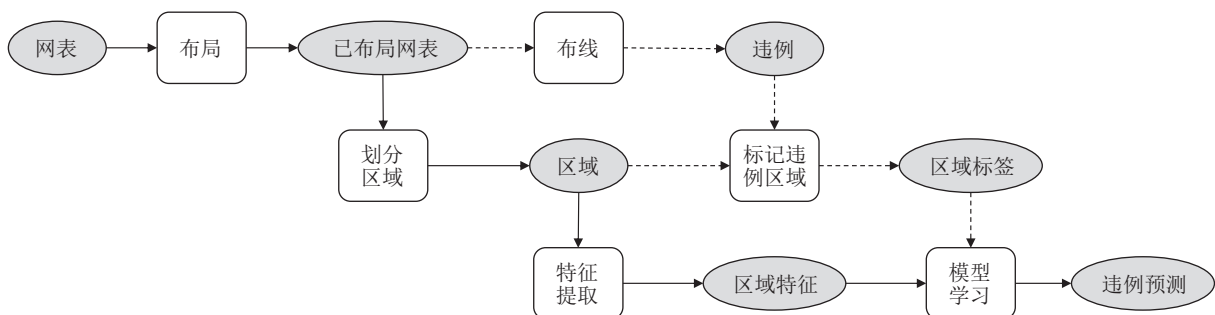 网表
布局
已布局网表
布线
违例
划分
区域
区域
标记违
例区域
区域标签
特征
提取
区域特征
模型
学习
违例预测